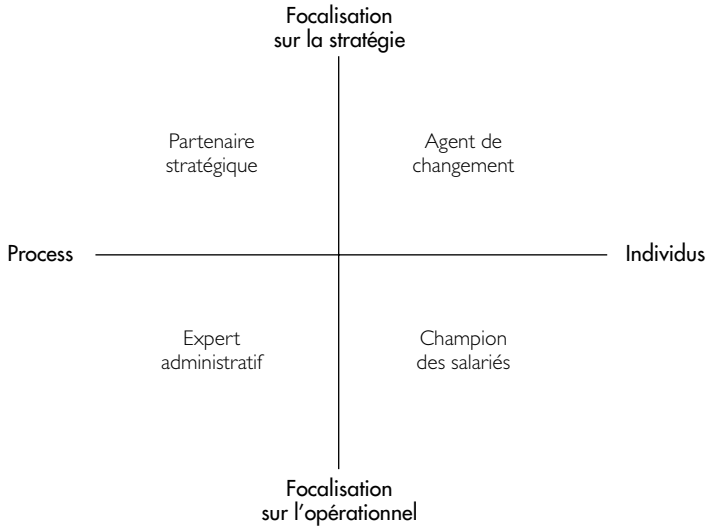 Focalisation
sur la stratégie
Partenaire
stratégique
Agent de
changement
Process
Individus
Expert
administratif
Champion
des salariés
Focalisation
sur l'opérationnel